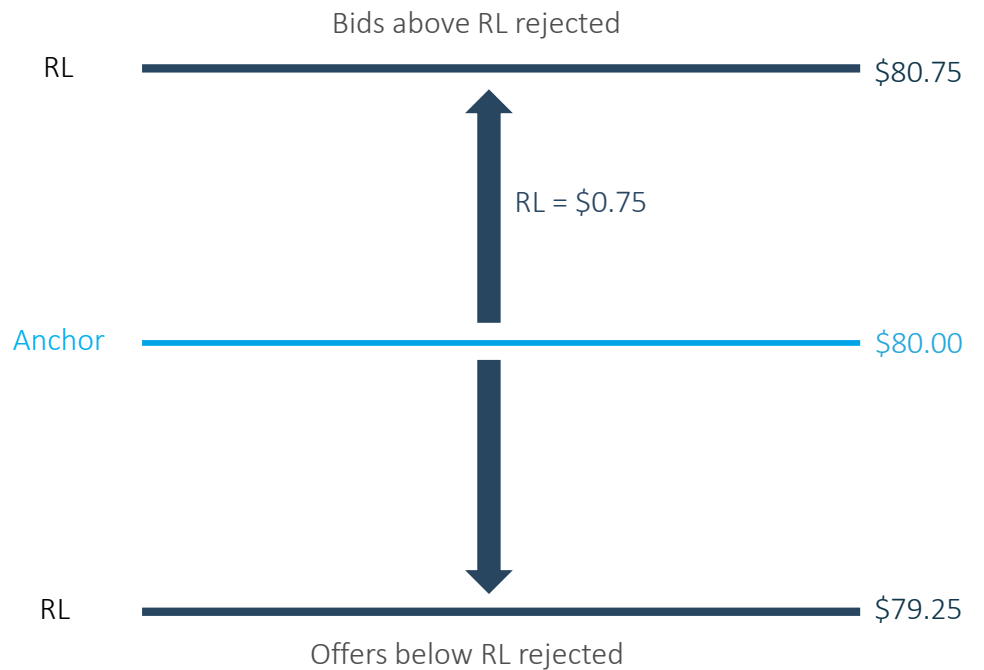 Bids above RL rejected
RL
$80.75
RL = $0.75
Anchor
$80.00
RL
$79.25
Offers below RL rejected